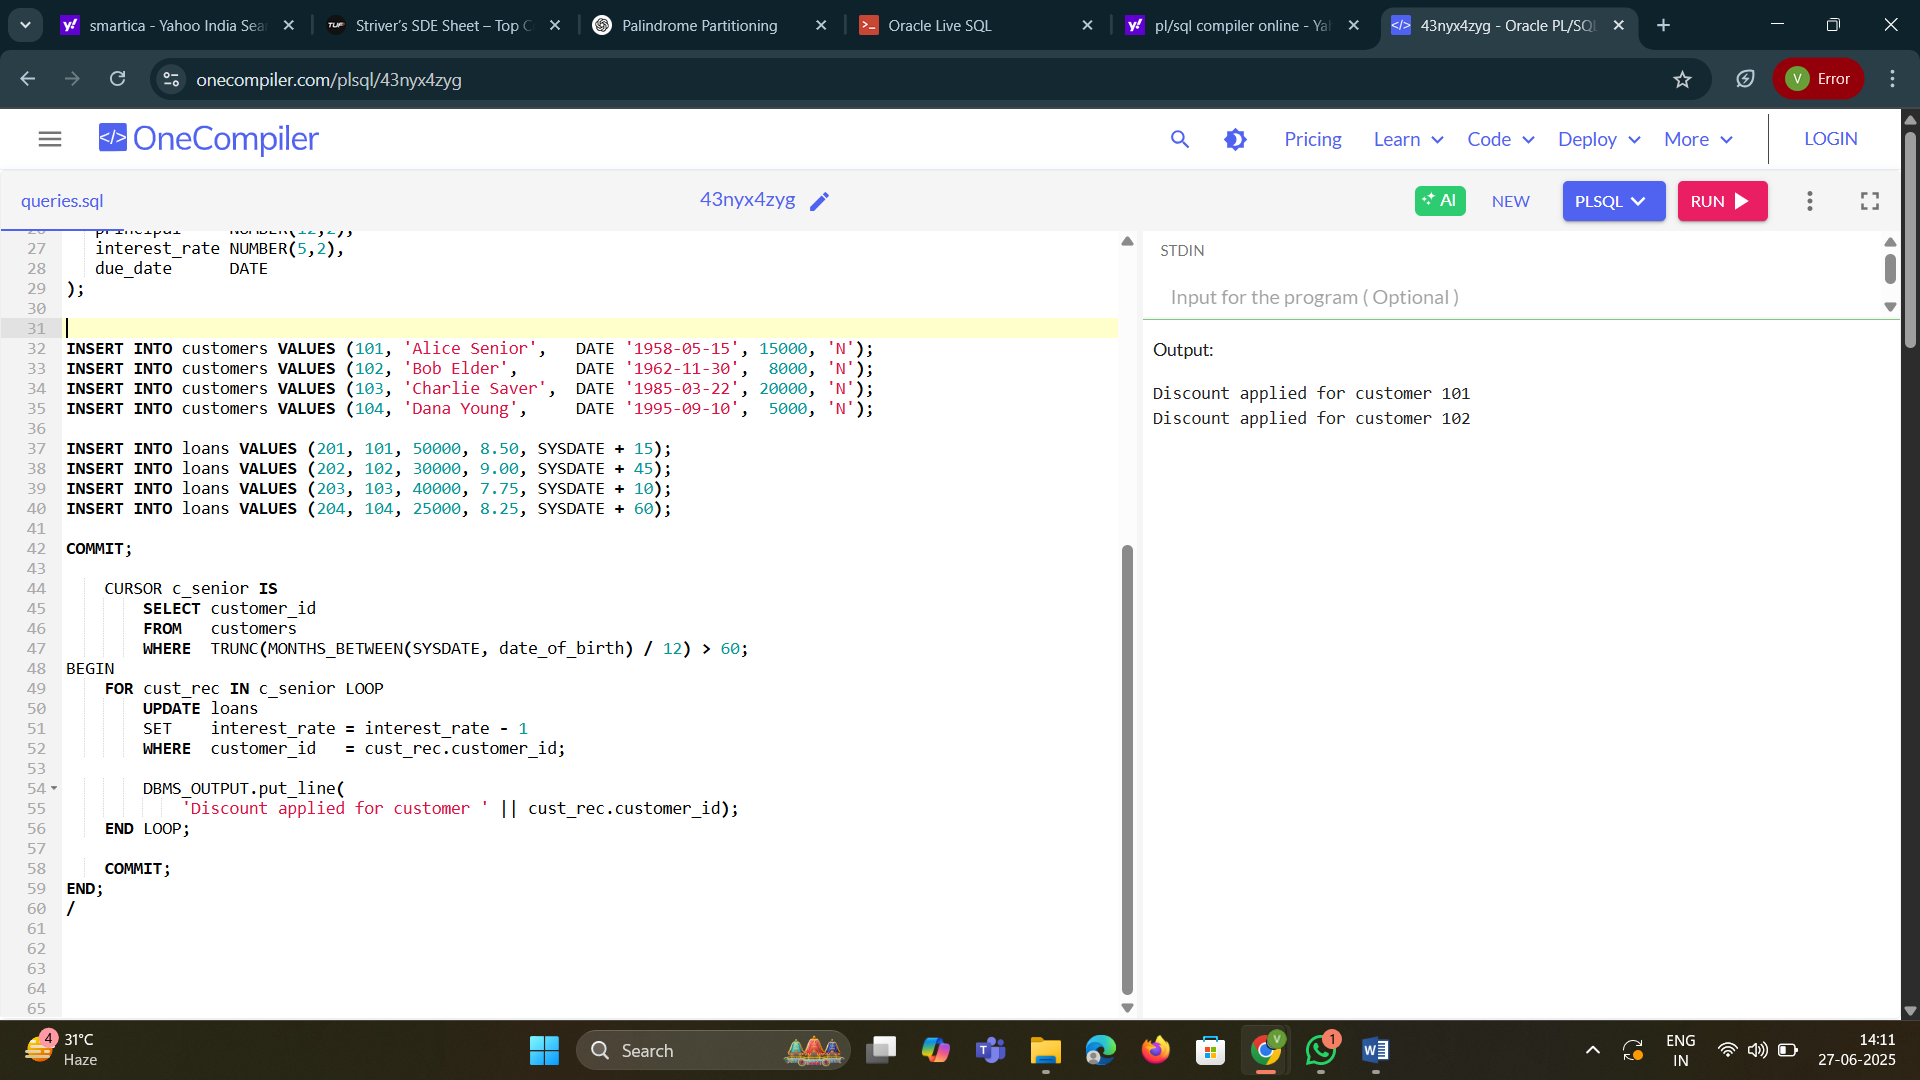 smartica - Yahoo India Sea
Striver's SDE Sheet – Top C
Palindrome Partitioning
Oracle Live SQL
pl/sql compiler online - Ya
43nyx4zyg - Oracle PL/SQL
onecompiler.com/plsql/43nyx4zyg
V Error
</> OneCompiler
Pricing
Learn
Code
Deploy
More
LOGIN
queries.sql
43nyx4zyg
AI
NEW
PLSQL
RUN
26 principal NUMBER(12,2),
27 interest_rate NUMBER(5,2),
28 due_date DATE
29 );
30
31
32 INSERT INTO customers VALUES (101, 'Alice Senior', DATE '1958-05-15', 15000, 'N');
33 INSERT INTO customers VALUES (102, 'Bob Elder', DATE '1962-11-30', 8000, 'N');
34 INSERT INTO customers VALUES (103, 'Charlie Saver', DATE '1985-03-22', 20000, 'N');
35 INSERT INTO customers VALUES (104, 'Dana Young', DATE '1995-09-10', 5000, 'N');
36
37 INSERT INTO loans VALUES (201, 101, 50000, 8.50, SYSDATE + 15);
38 INSERT INTO loans VALUES (202, 102, 30000, 9.00, SYSDATE + 45);
39 INSERT INTO loans VALUES (203, 103, 40000, 7.75, SYSDATE + 10);
40 INSERT INTO loans VALUES (204, 104, 25000, 8.25, SYSDATE + 60);
41
42 COMMIT;
43
44 CURSOR c_senior IS
45 SELECT customer_id
46 FROM customers
47 WHERE TRUNC(MONTHS_BETWEEN(SYSDATE, date_of_birth) / 12) > 60;
48 BEGIN
49 FOR cust_rec IN c_senior LOOP
50 UPDATE loans
51 SET interest_rate = interest_rate - 1
52 WHERE customer_id = cust_rec.customer_id;
53
54 DBMS_OUTPUT.put_line(
55 'Discount applied for customer ' || cust_rec.customer_id);
56 END LOOP;
57
58 COMMIT;
59 END;
60 /
61
62
63
64
65
STDIN
Input for the program ( Optional )
Output:
Discount applied for customer 101
Discount applied for customer 102
4
31°C
Haze
Search
V
1
ENG
IN
14:11
27-06-2025